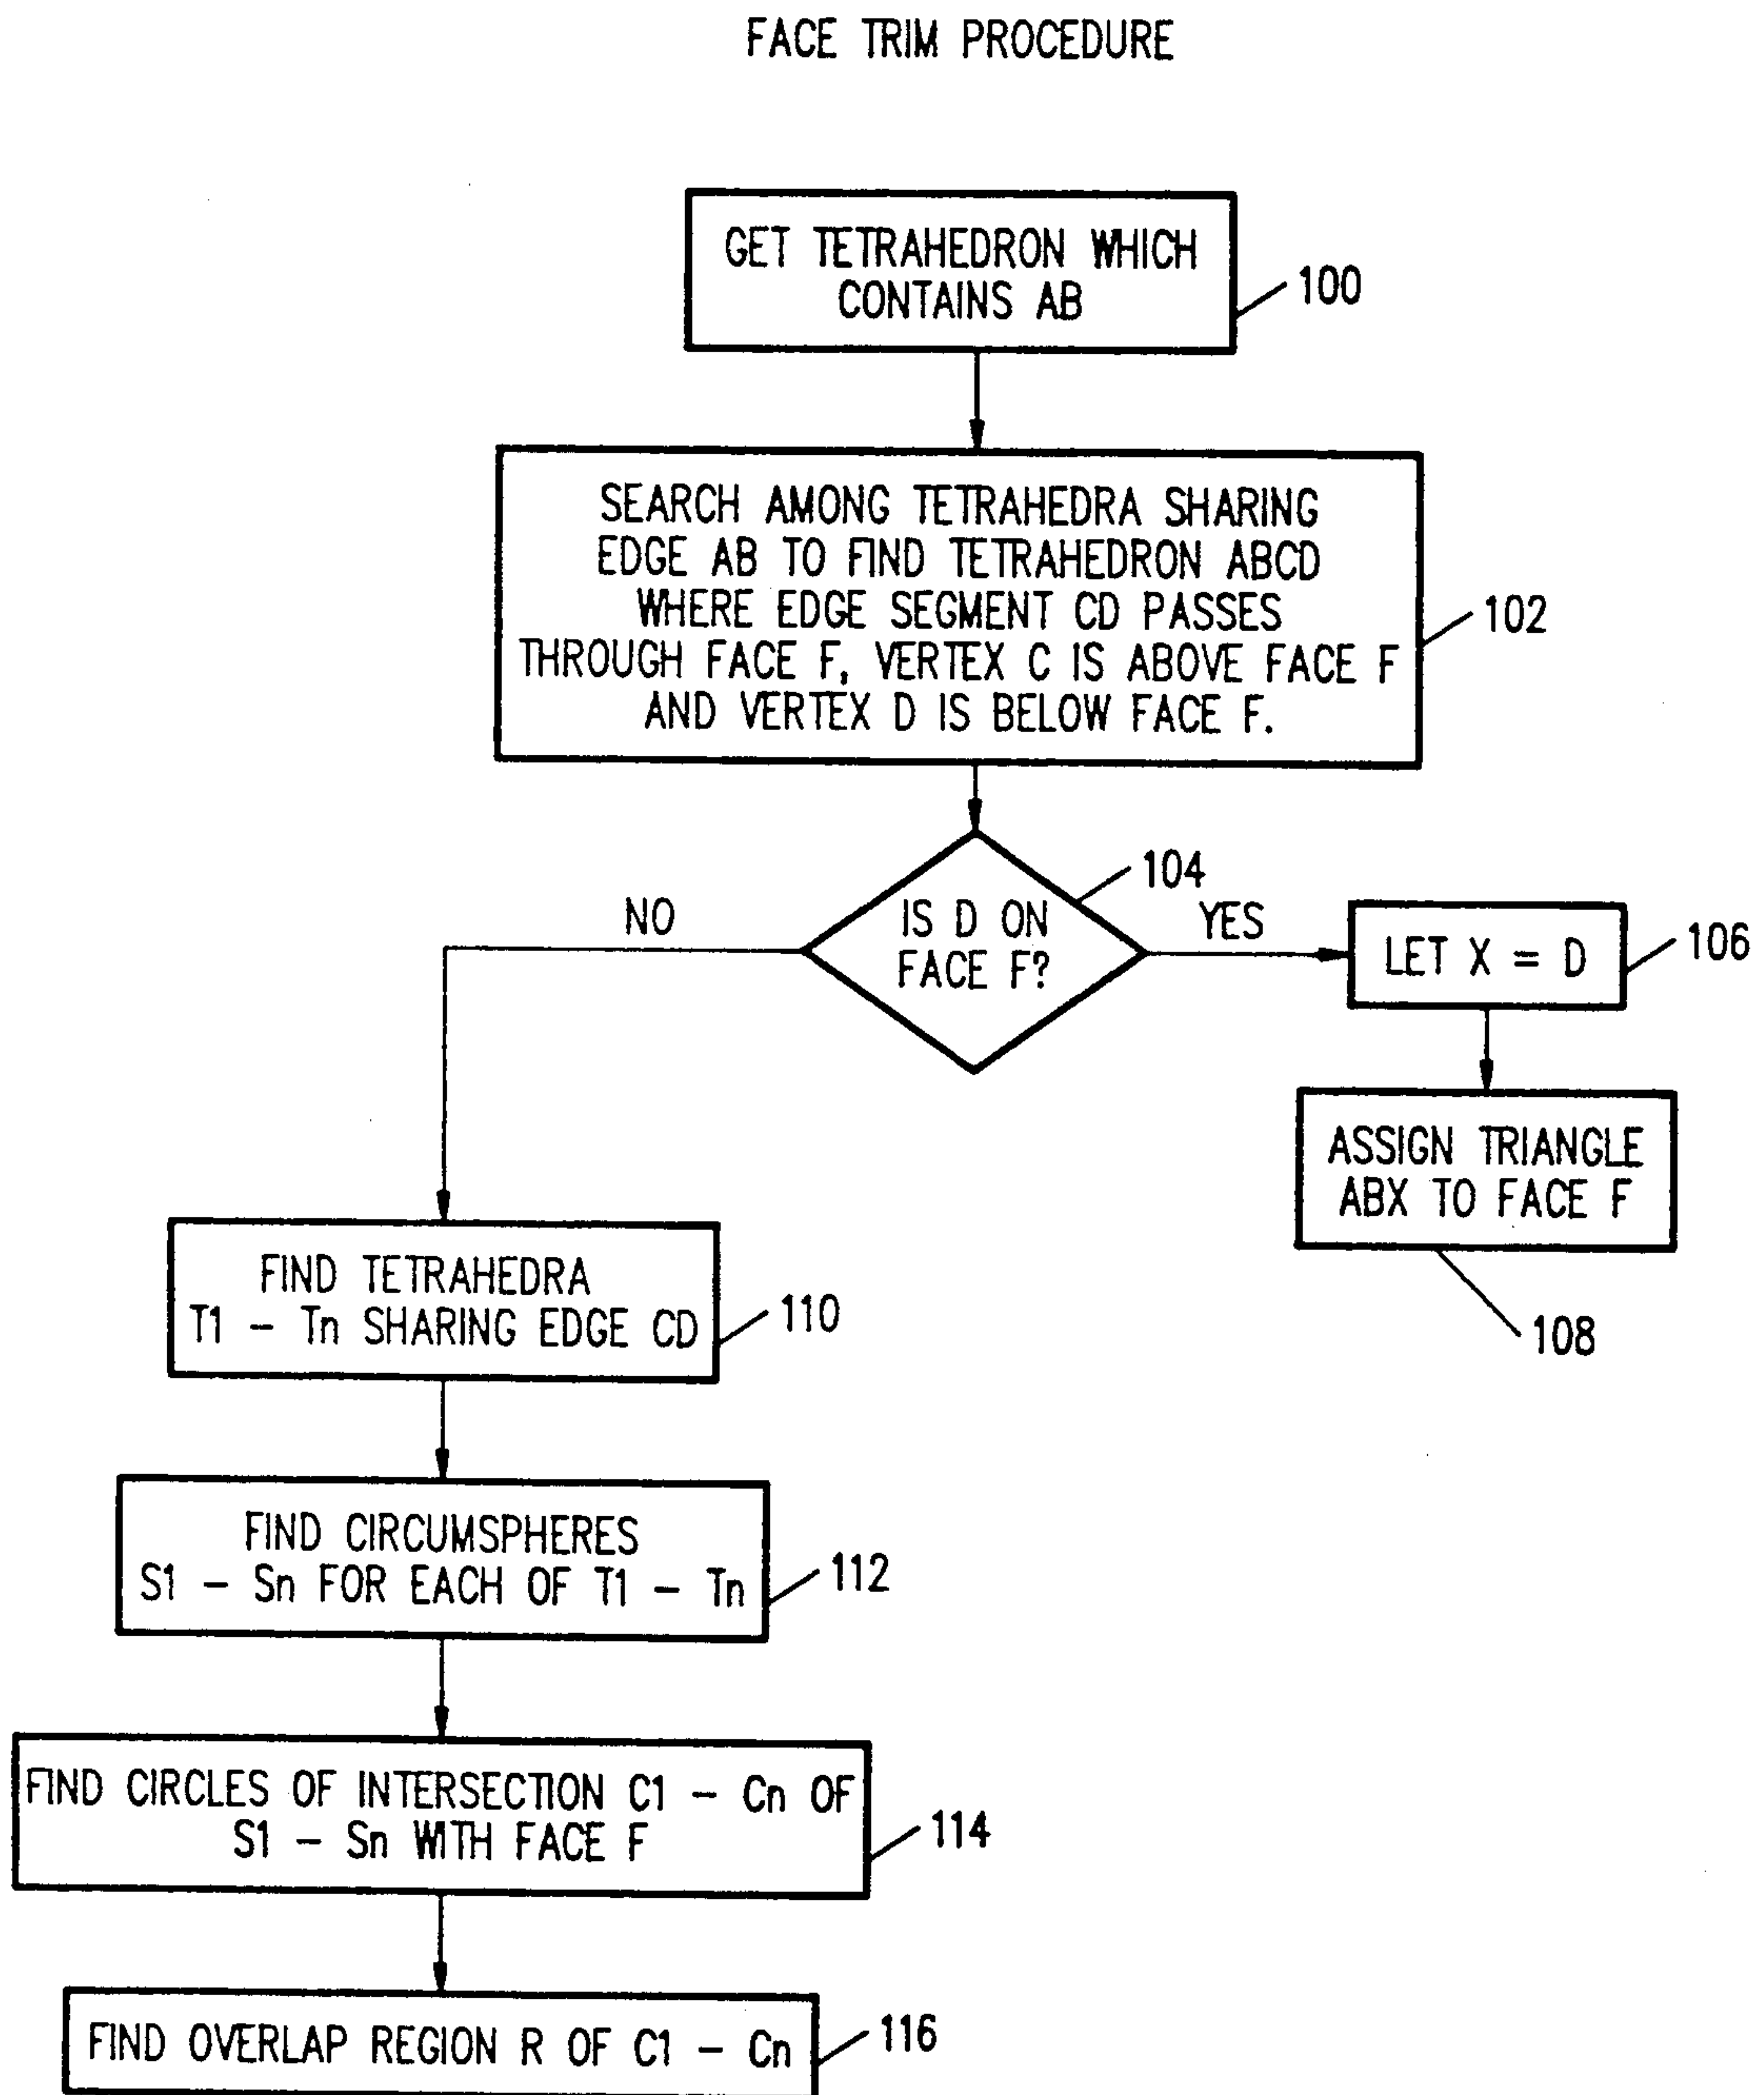 FACE TRIM PROCEDURE
GET TETRAHEDRON WHICH
CONTAINS AB
100
SEARCH AMONG TETRAHEDRA SHARING
EDGE AB TO FIND TETRAHEDRON ABCD
WHERE EDGE SEGMENT CD PASSES
THROUGH FACE F, VERTEX C IS ABOVE FACE F
AND VERTEX D IS BELOW FACE F.
102
104
NO
IS D ON
FACE F?
YES
LET X = D
106
ASSIGN TRIANGLE
ABX TO FACE F
108
FIND TETRAHEDRA
T1 - Tn SHARING EDGE CD
110
FIND CIRCUMSPHERES
S1 - Sn FOR EACH OF T1 - Tn
112
FIND CIRCLES OF INTERSECTION C1 - Cn OF
S1 - Sn WITH FACE F
114
FIND OVERLAP REGION R OF C1 - Cn
116